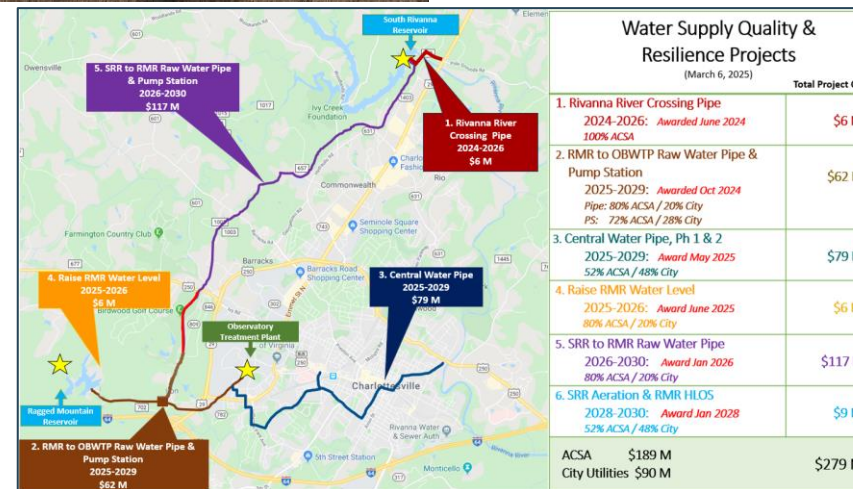 South Rivanna
Reservoir
5. SRR to RMR Raw Water Pipe
& Pump Station
2026-2030
$117 M
1. Rivanna River
Crossing Pipe
2024-2026
$6 M
4. Raise RMR Water Level
2025-2026
$6 M
3. Central Water Pipe
2025-2029
$79 M
Observatory
Treatment Plant
Ragged Mountain
Reservoir
2. RMR to OBWTP Raw Water Pipe &
Pump Station
2025-2029
$62 M
Owensville
Ivy Creek
Foundation
Commonwealth
Rio
Seminole Square
Shopping Center
Farmington Country Club
Barracks
Barracks Road
Shopping Center
Birdwood Golf Course
of Virginia
Charlottesville
Rivanna Water
& Sewer Auth
5th Street Station
Monticello
Water Supply Quality &
Resilience Projects
(March 6, 2025)
Total Project
1. Rivanna River Crossing Pipe
2024-2026: Awarded June 2024
100% ACSA
$6
2. RMR to OBWTP Raw Water Pipe &
Pump Station
2025-2029: Awarded Oct 2024
Pipe: 80% ACSA / 20% City
PS: 72% ACSA / 28% City
$62
3. Central Water Pipe, Ph 1 & 2
2025-2029: Award May 2025
52% ACSA / 48% City
$79
4. Raise RMR Water Level
2025-2026: Award June 2025
80% ACSA / 20% City
$6
5. SRR to RMR Raw Water Pipe
2026-2030: Award Jan 2026
80% ACSA / 20% City
$117
6. SRR Aeration & RMR HLOS
2028-2030: Award Jan 2028
52% ACSA / 48% City
$9
ACSA $189 M
City Utilities $90 M
$279